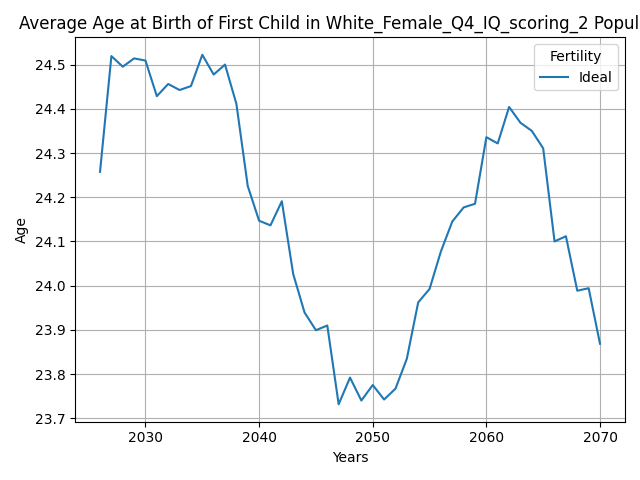 Average Age at Birth of First Child in White_Female_Q4_IQ_scoring_2 Popul
Fertility
Ideal
24.5
24.4
24.3
24.2
24.1
24.0
23.9
23.8
23.7
Age
2030 2040 2050 2060 2070
Years